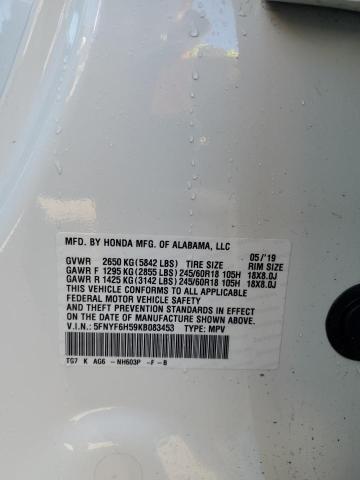 MFD. BY HONDA MFG. OF ALABAMA, LLC
05/'19
GVWR 2650 KG(5842 LBS) TIRE SIZE RIM SIZE
GAWR F 1295 KG(2855 LBS)245/60R18 105H 18X8.0J
GAWR R 1425 KG(3142 LBS)245/60R18 105H 18X8.0J
THIS VEHICLE CONFORMS TO ALL APPLICABLE
FEDERAL MOTOR VEHICLE SAFETY, BUMPER,
AND THEFT PREVENTION STANDARDS IN EFFECT
ON THE DATE OF MANUFACTURE SHOWN ABOVE.
V.I.N.: 5FNYF6H59KB083453 TYPE: MPV
TG7 K AG6 -NH603P -F -B